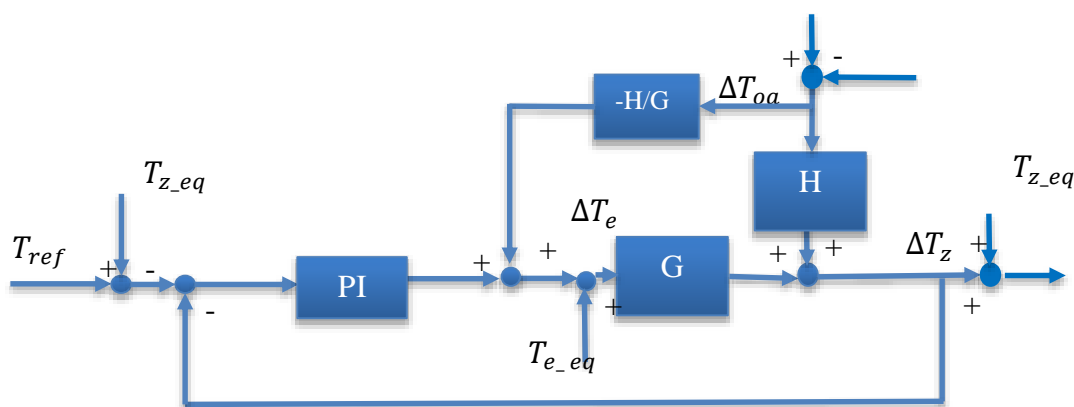 + -
-H/G
ΔT_oa
T_z_eq
H
T_z_eq
ΔT_e
+ +
ΔT_z
+
T_ref
+
-
+
+
PI
G
-
+
+
T_e_eq